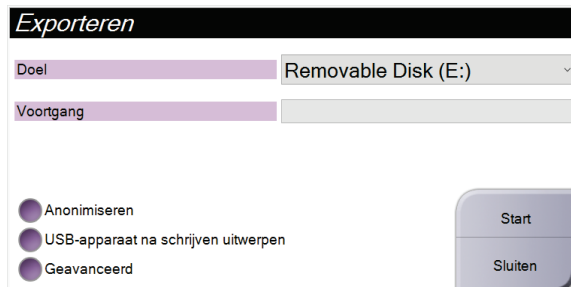 Exporteren
Doel
Removable Disk (E:)
Voortgang
Anonimiseren
USB-apparaat na schrijven uitwerpen
Geavanceerd
Start
Sluiten